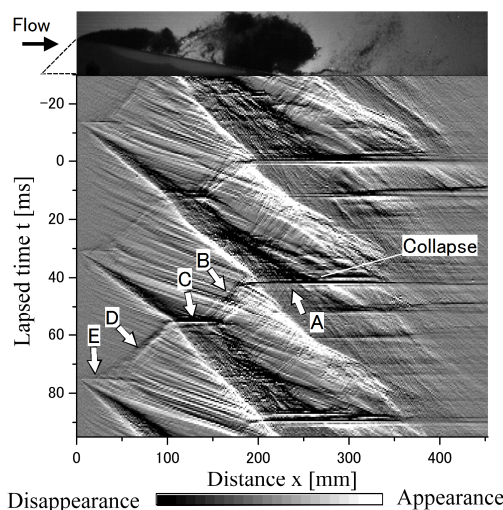 Flow
Lapsed time t [ms]
−20
0
20
40
60
80
Collapse
B
C
A
D
E
0
100
200
300
400
Distance x [mm]
Disappearance
Appearance